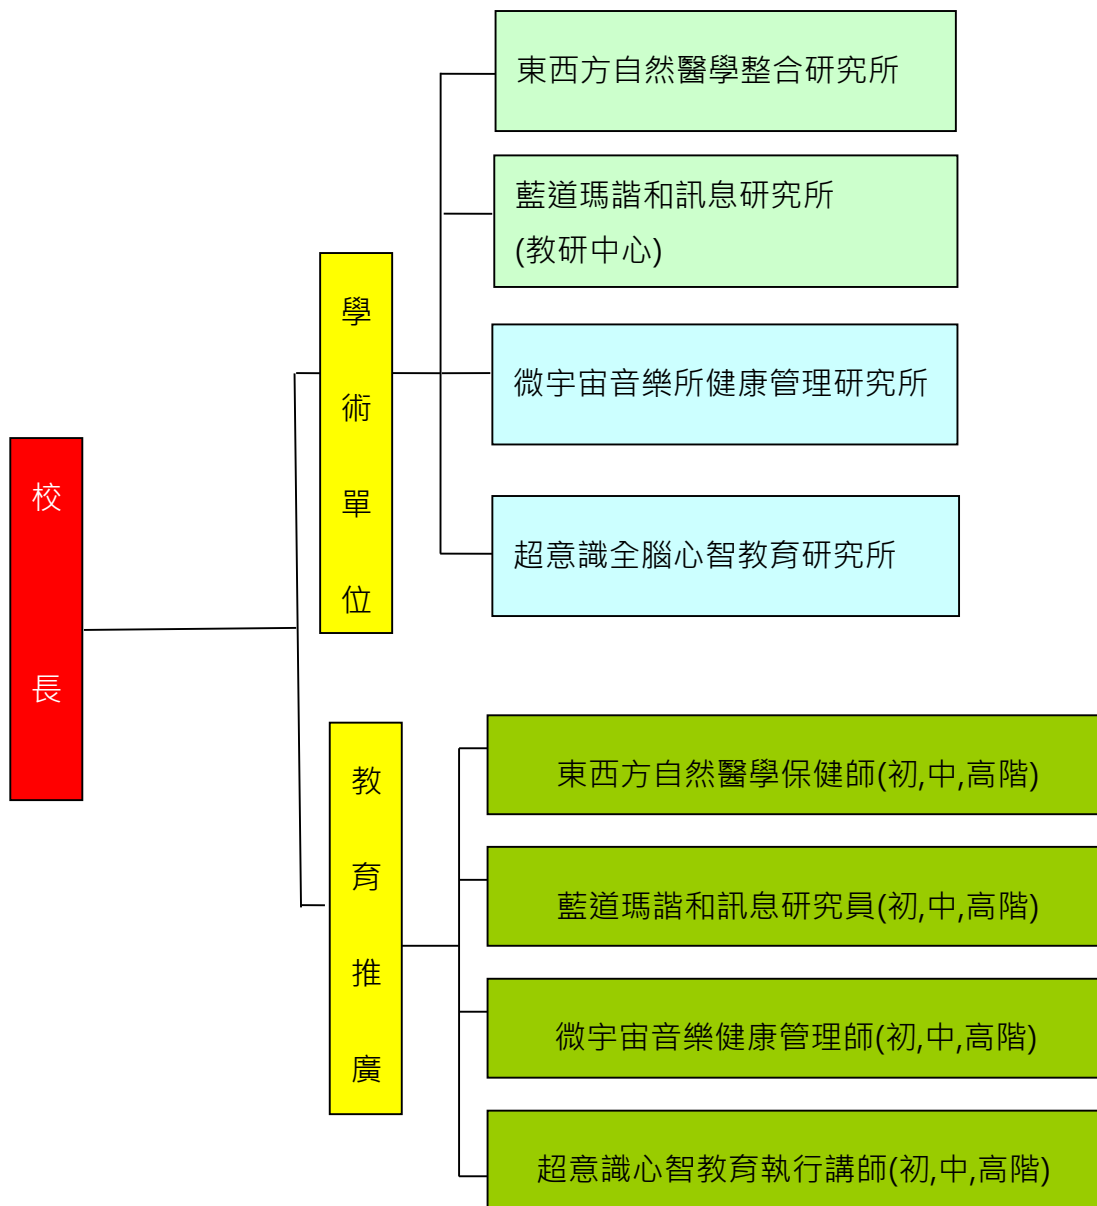 校長
學術單位
東西方自然醫學整合研究所
藍道瑪諧和訊息研究所
(教研中心)
微宇宙音樂所健康管理研究所
超意識全腦心智教育研究所
教育推廣
東西方自然醫學保健師(初,中,高階)
藍道瑪諧和訊息研究員(初,中,高階)
微宇宙音樂健康管理師(初,中,高階)
超意識心智教育執行講師(初,中,高階)